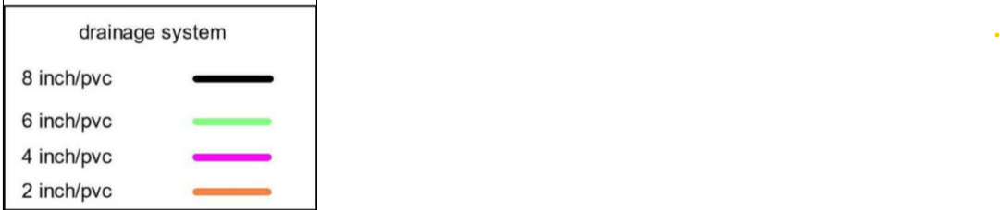 drainage system
8 inch/pvc
6 inch/pvc
4 inch/pvc
2 inch/pvc